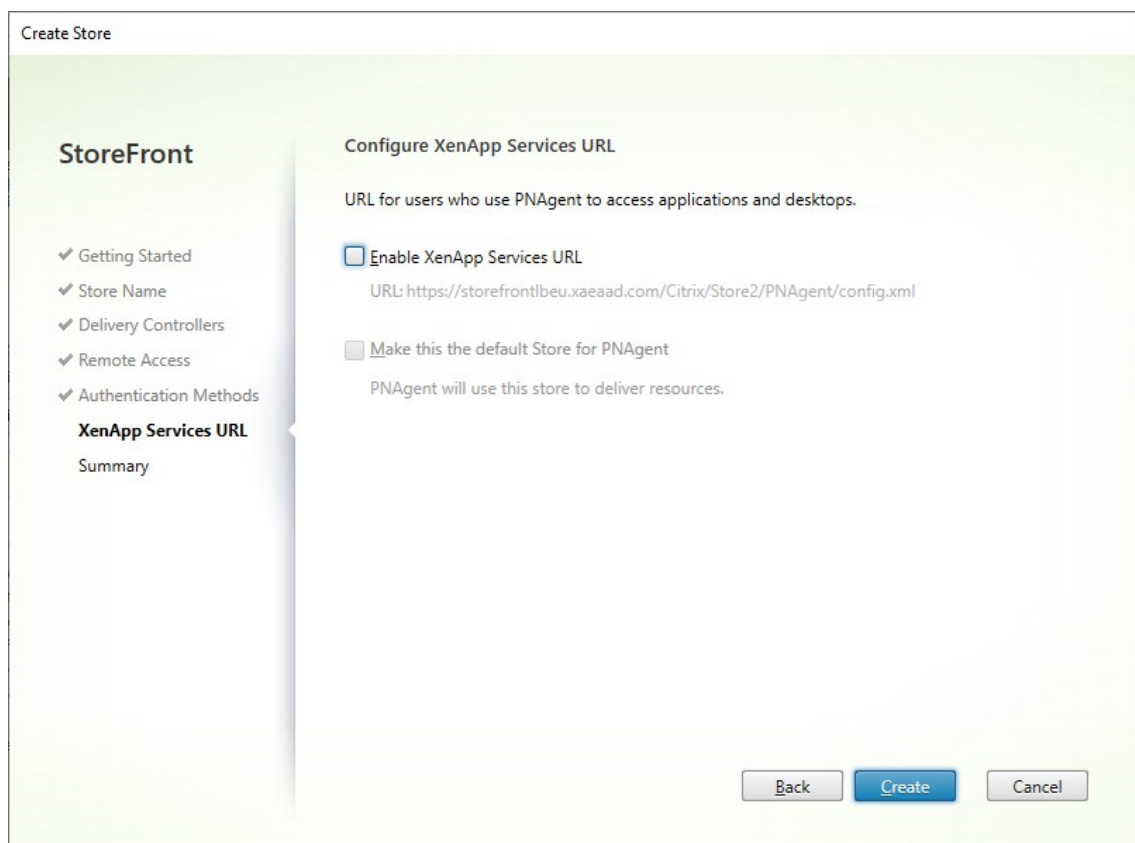 Create Store
StoreFront
Getting Started
Store Name
Delivery Controllers
Remote Access
Authentication Methods
XenApp Services URL
Summary
Configure XenApp Services URL
URL for users who use PNAgent to access applications and desktops.
Enable XenApp Services URL
URL: https://storefrontlbeu.xaeaad.com/Citrix/Store2/PNAgent/config.xml
Make this the default Store for PNAgent
PNAgent will use this store to deliver resources.
Back Create Cancel